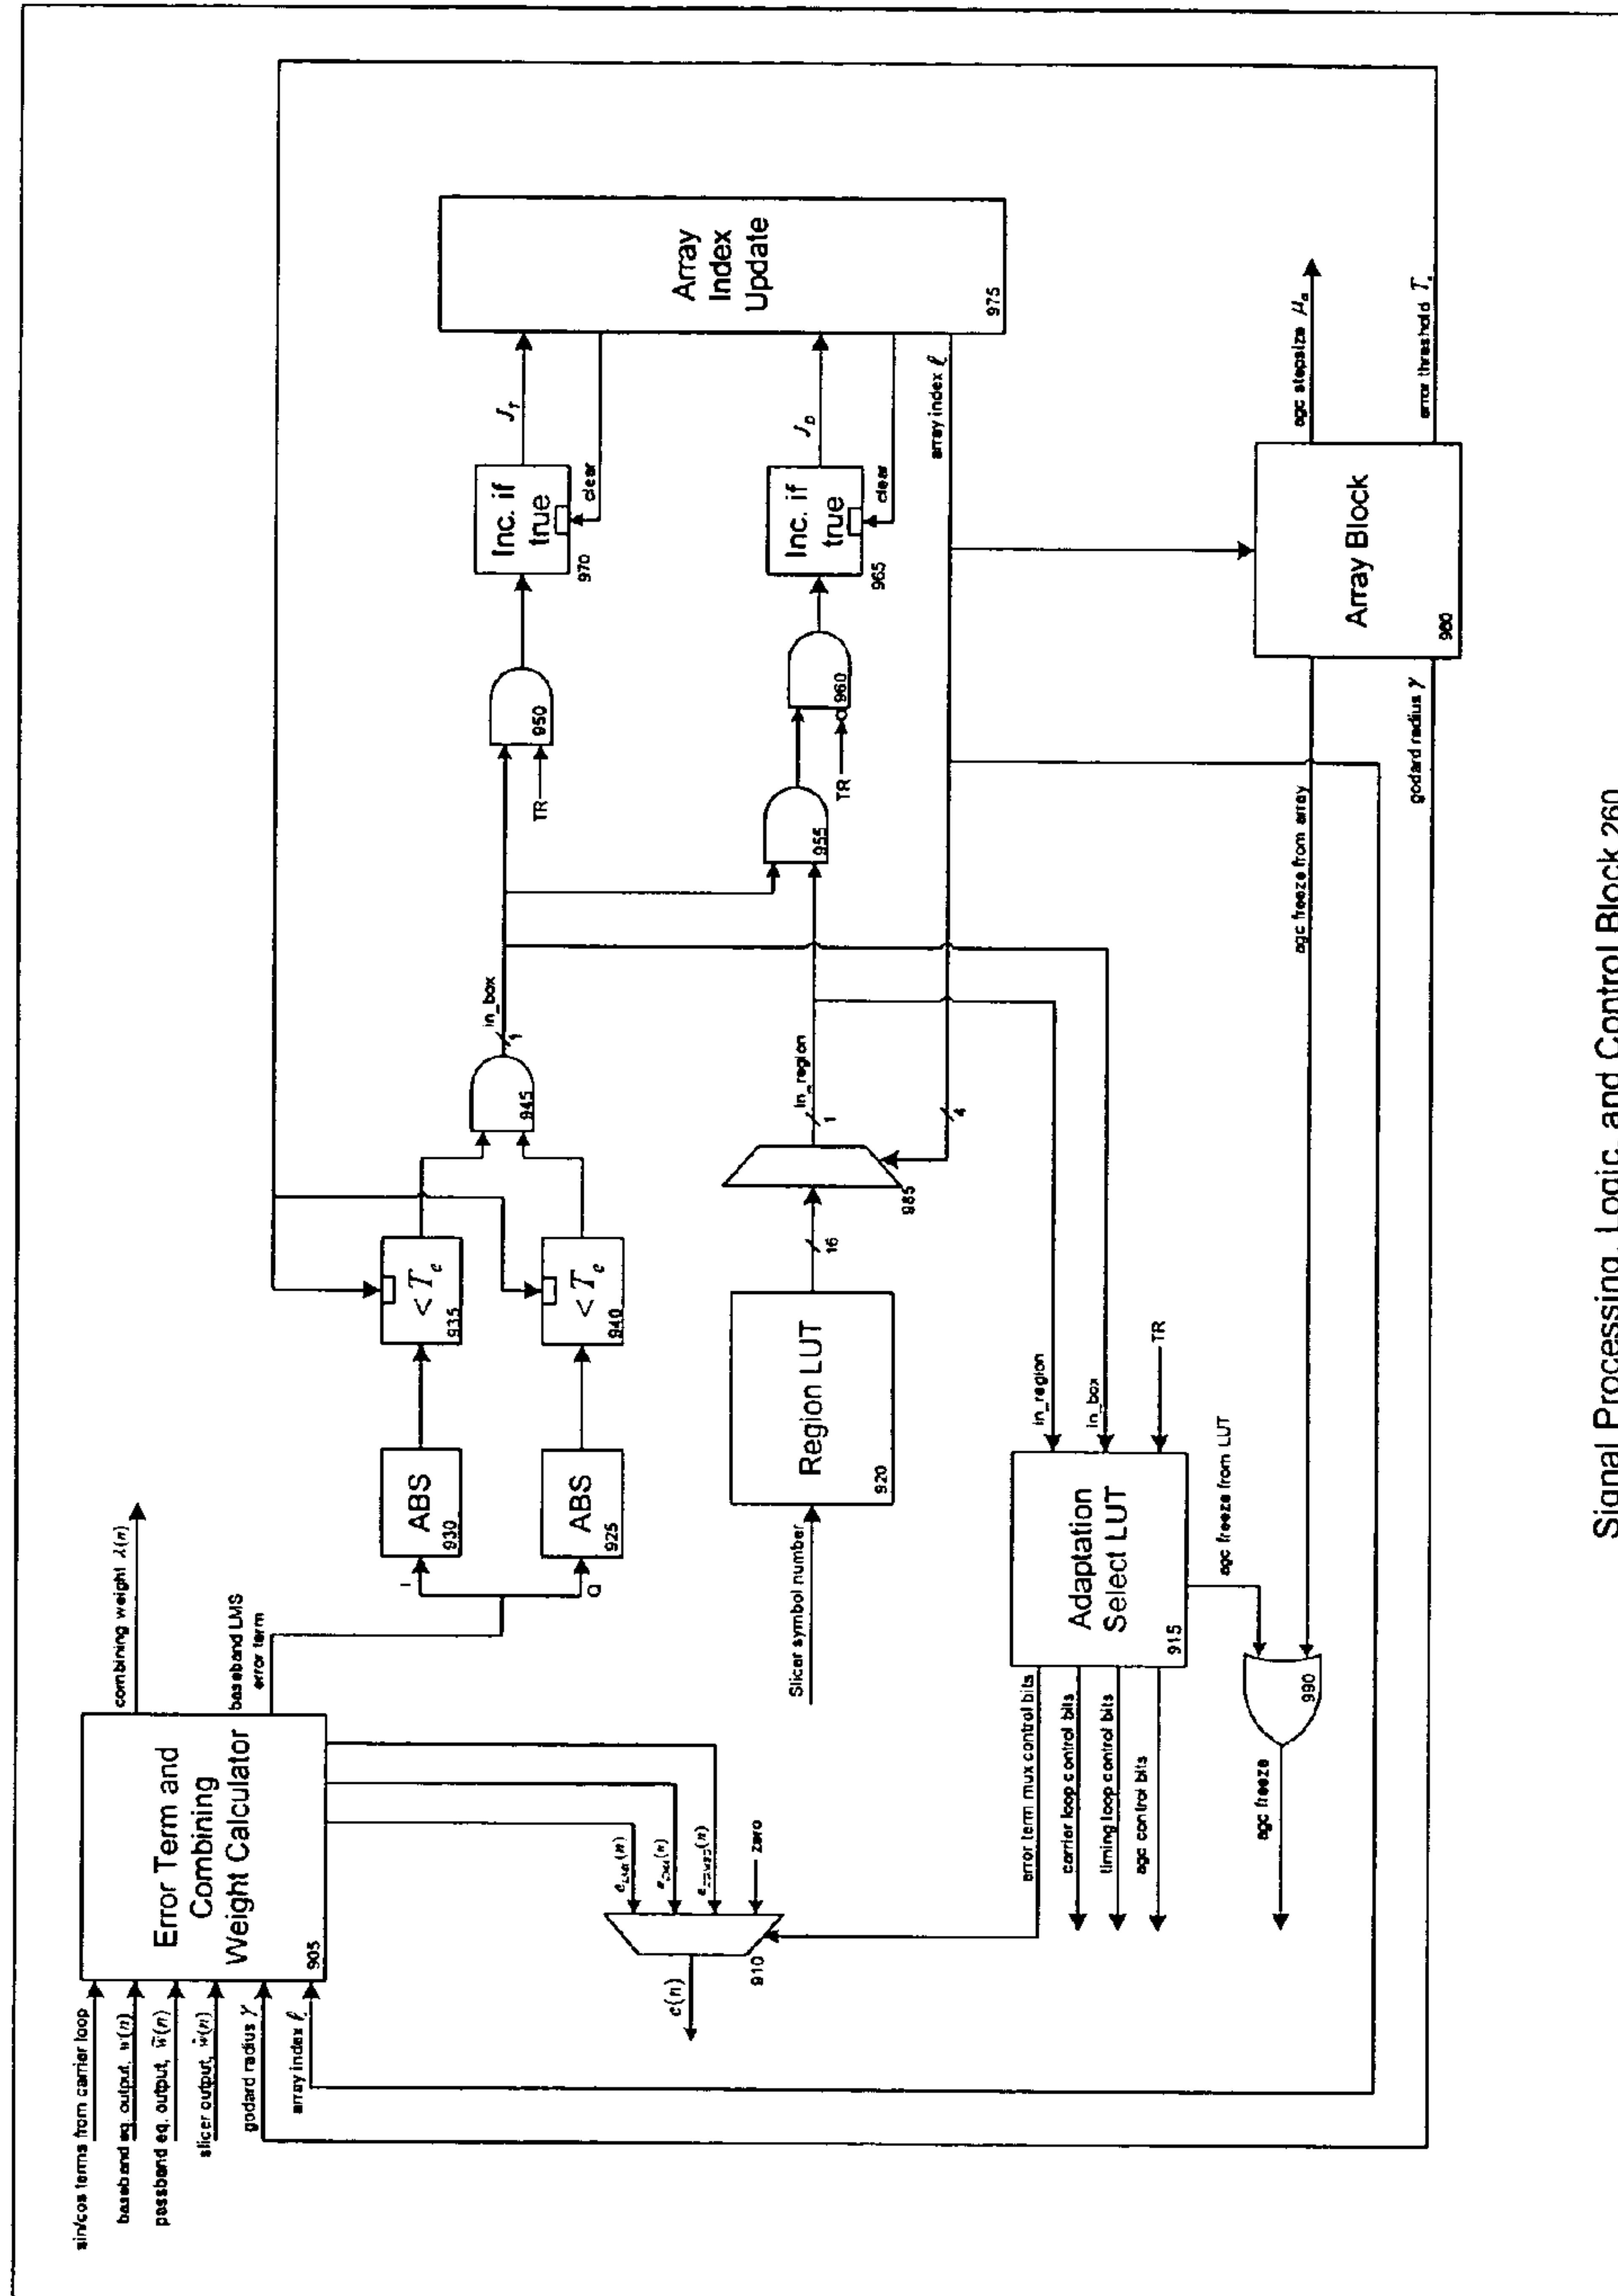 sin/cos terms from carrier loop
baseband eq. output, w(n)
passband eq. output, w̃(n)
slicer output, ŵ(n)
godard radius γ
array index ℓ
Error Term and
Combining
Weight Calculator
905
combining weight λ(n)
baseband LMS
error term
I
Q
ABS
930
ABS
925
< T_e
935
< T_e
940
945
in_box
TR
950
Inc. if
true
970
clear
J_T
Array
Index
Update
975
zero
910
e(n)
Slicer symbol number
Region LUT
920
16
985
in_region
1
955
TR
960
Inc. if
true
965
clear
J_D
array index ℓ
4
in_region
in_box
TR
Adaptation
Select LUT
915
error term mux control bits
carrier loop control bits
timing loop control bits
agc control bits
agc freeze from LUT
990
agc freeze
agc freeze from array
godard radius γ
Array Block
980
agc stepsize μ_a
error threshold T_e
Signal Processing, Logic, and Control Block 260